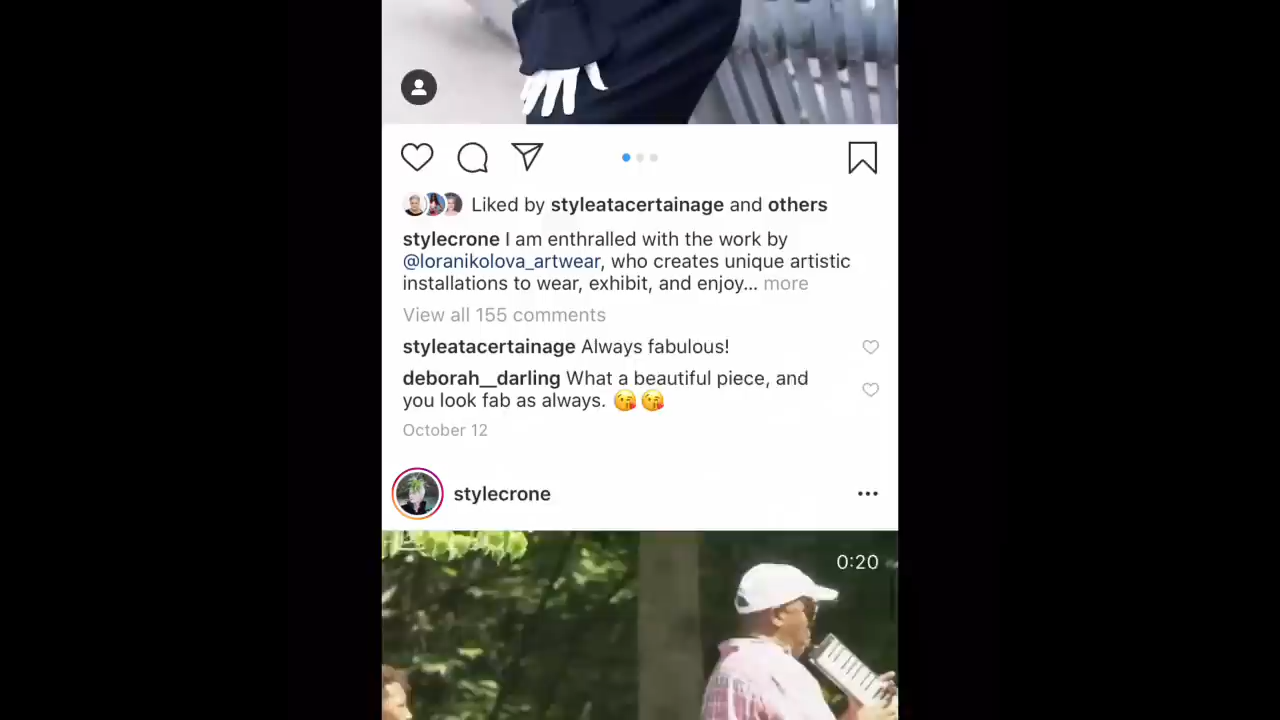 Liked by styleatacertainage and others
stylecrone I am enthralled with the work by
@loranikolova_artwear, who creates unique artistic
installations to wear, exhibit, and enjoy... more
View all 155 comments
styleatacertainage Always fabulous!
deborah__darling What a beautiful piece, and
you look fab as always. 😘😘
October 12
stylecrone
0:20